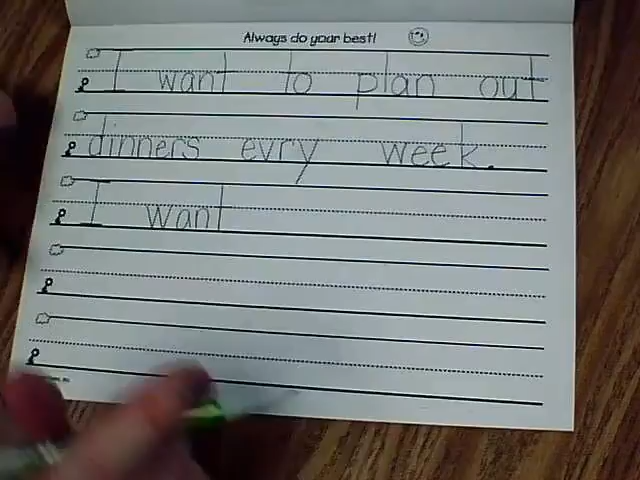 Always do your best!
I want to plan out
dinners evry week.
I want